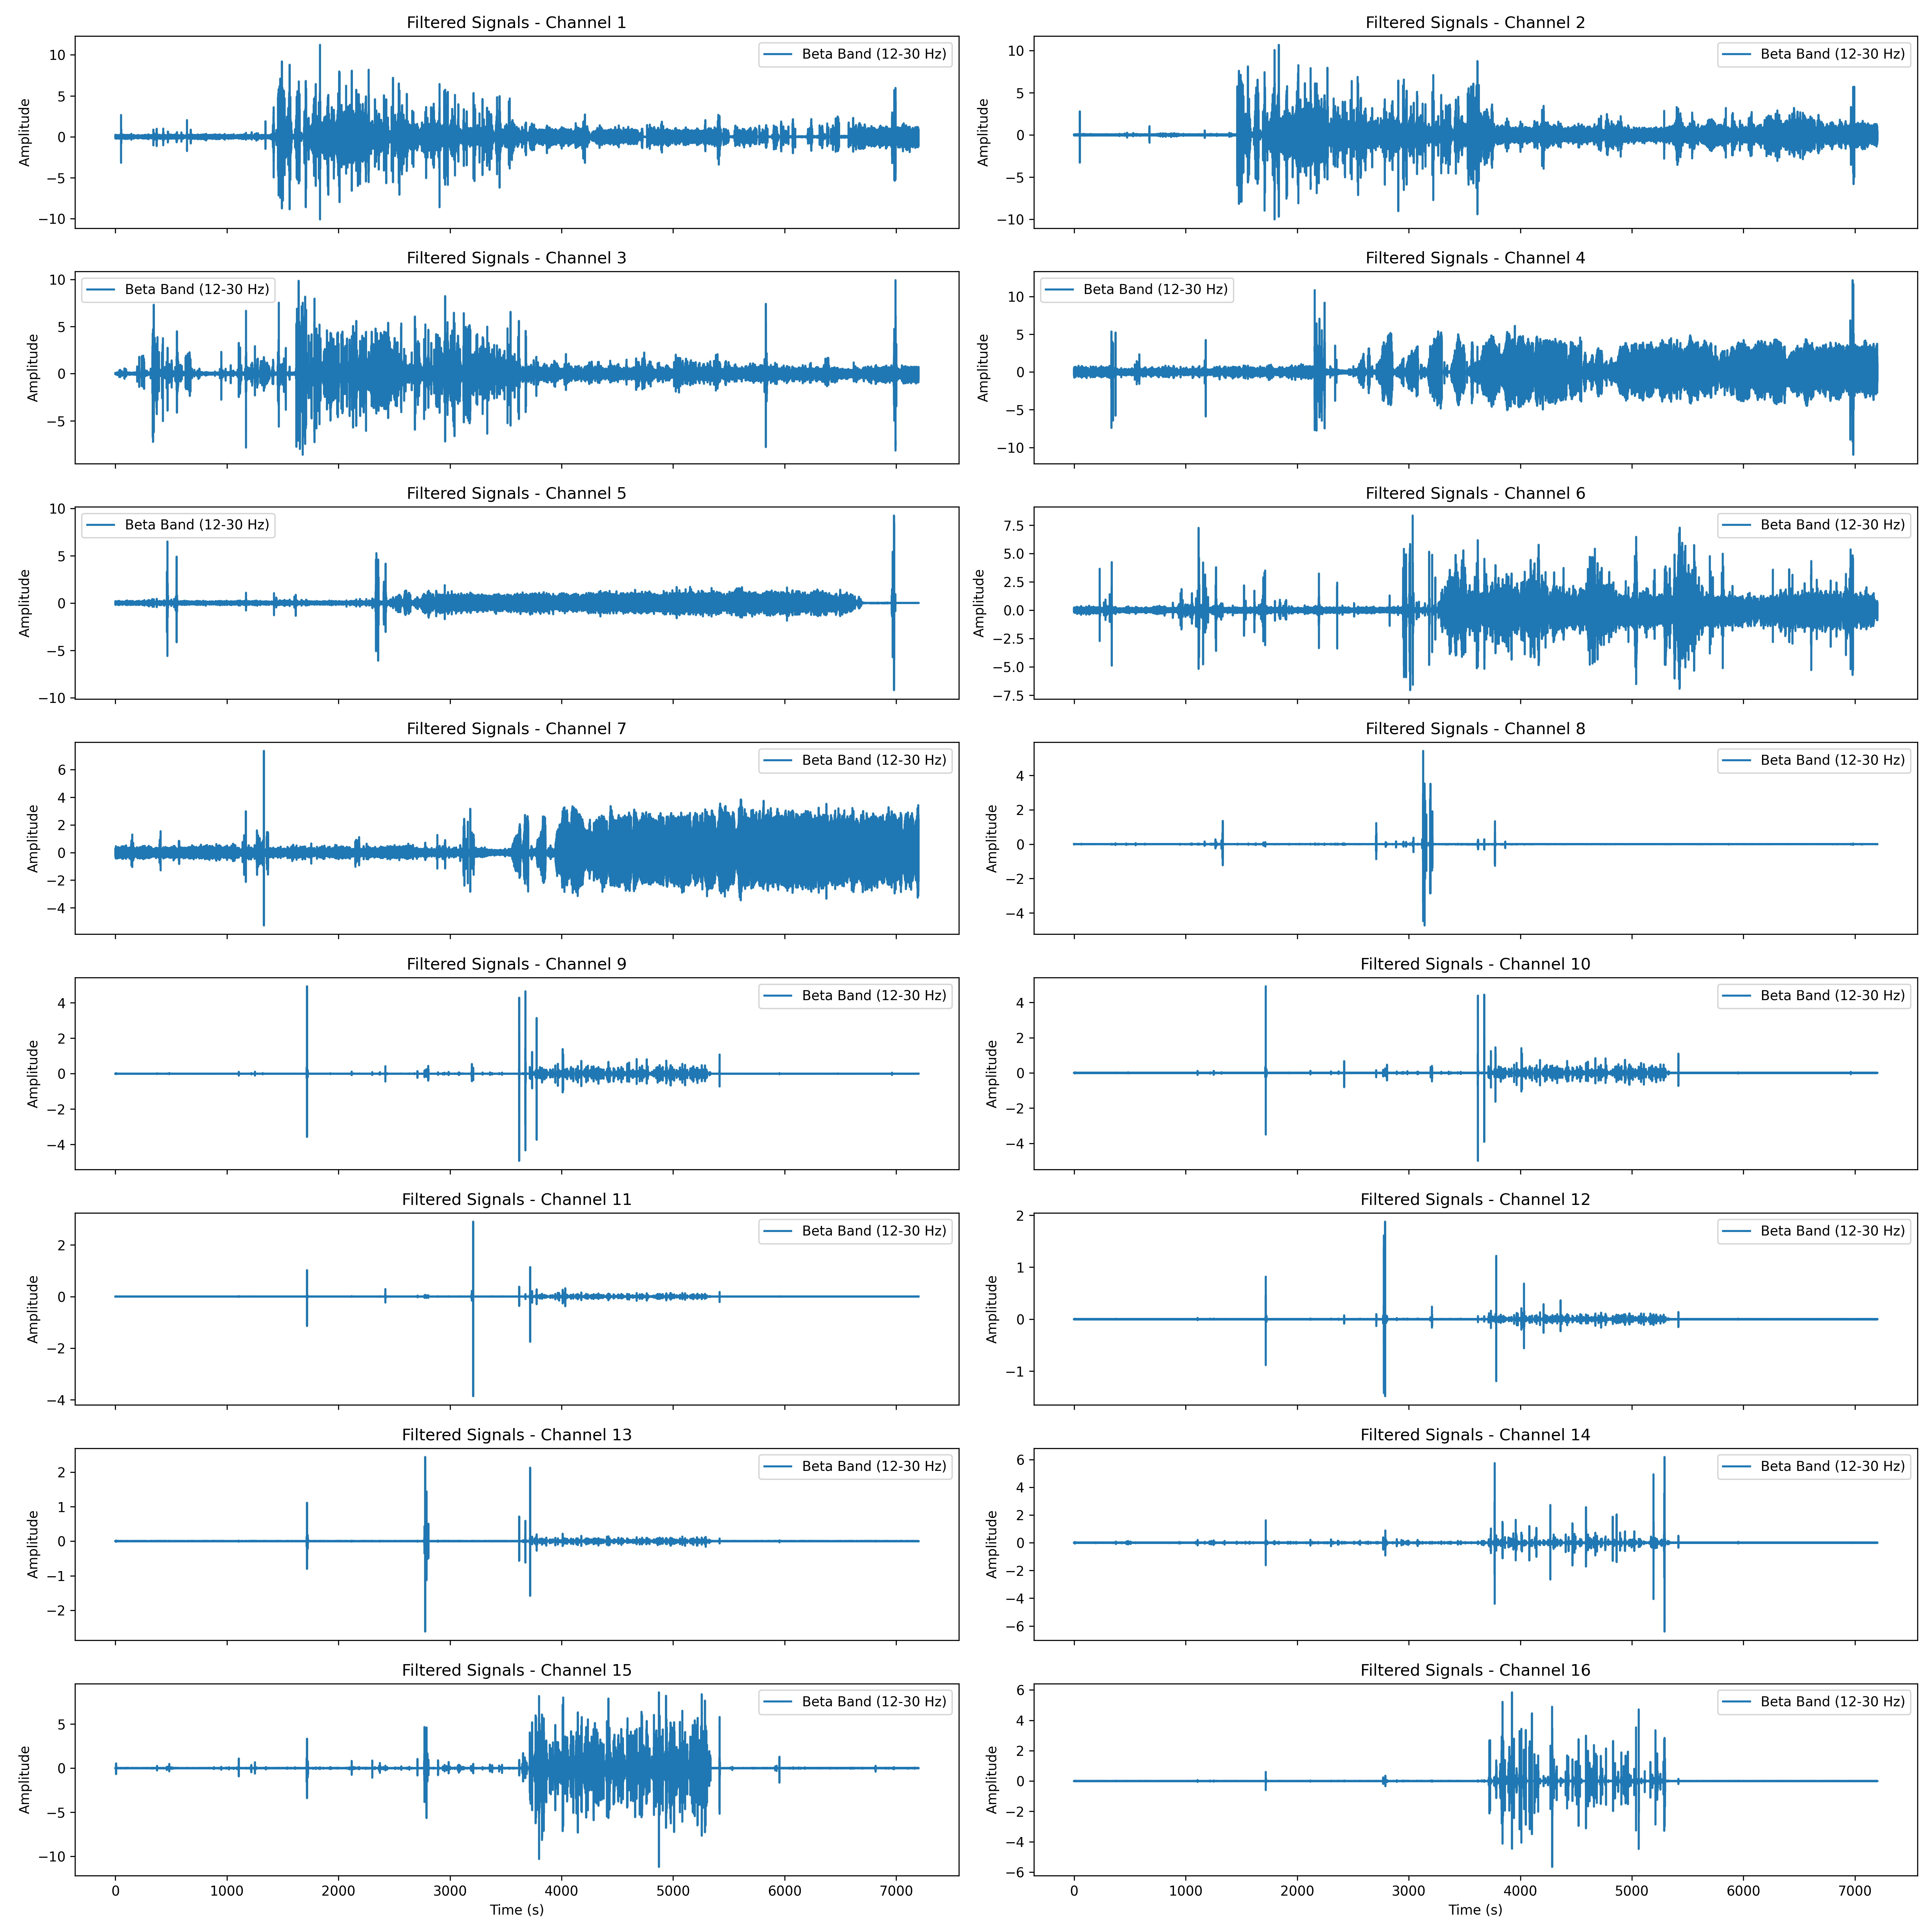 Filtered Signals - Channel 1
Beta Band (12-30 Hz)
Amplitude
10
5
0
−5
−10
Filtered Signals - Channel 2
Beta Band (12-30 Hz)
Amplitude
10
5
0
−5
−10
Filtered Signals - Channel 3
Beta Band (12-30 Hz)
Amplitude
10
5
0
−5
Filtered Signals - Channel 4
Beta Band (12-30 Hz)
Amplitude
10
5
0
−5
−10
Filtered Signals - Channel 5
Beta Band (12-30 Hz)
Amplitude
10
5
0
−5
−10
Filtered Signals - Channel 6
Beta Band (12-30 Hz)
Amplitude
7.5
5.0
2.5
0.0
−2.5
−5.0
−7.5
Filtered Signals - Channel 7
Beta Band (12-30 Hz)
Amplitude
6
4
2
0
−2
−4
Filtered Signals - Channel 8
Beta Band (12-30 Hz)
Amplitude
4
2
0
−2
−4
Filtered Signals - Channel 9
Beta Band (12-30 Hz)
Amplitude
4
2
0
−2
−4
Filtered Signals - Channel 10
Beta Band (12-30 Hz)
Amplitude
4
2
0
−2
−4
Filtered Signals - Channel 11
Beta Band (12-30 Hz)
Amplitude
2
0
−2
−4
Filtered Signals - Channel 12
Beta Band (12-30 Hz)
Amplitude
2
1
0
−1
Filtered Signals - Channel 13
Beta Band (12-30 Hz)
Amplitude
2
1
0
−1
−2
Filtered Signals - Channel 14
Beta Band (12-30 Hz)
Amplitude
6
4
2
0
−2
−4
−6
Filtered Signals - Channel 15
Beta Band (12-30 Hz)
Amplitude
5
0
−5
−10
0 1000 2000 3000 4000 5000 6000 7000
Time (s)
Filtered Signals - Channel 16
Beta Band (12-30 Hz)
Amplitude
6
4
2
0
−2
−4
−6
0 1000 2000 3000 4000 5000 6000 7000
Time (s)